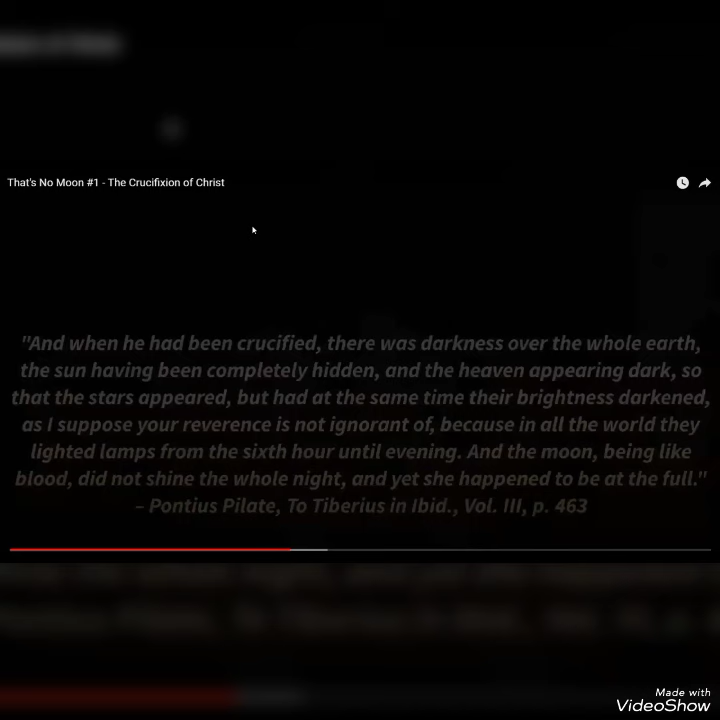 That's No Moon #1 - The Crucifixion of Christ
"And when he had been crucified, there was darkness over the whole earth,
the sun having been completely hidden, and the heaven appearing dark, so
that the stars appeared, but had at the same time their brightness darkened,
as I suppose your reverence is not ignorant of, because in all the world they
lighted lamps from the sixth hour until evening. And the moon, being like
blood, did not shine the whole night, and yet she happened to be at the full."
– Pontius Pilate, To Tiberius in Ibid., Vol. III, p. 463
Made with
VideoShow